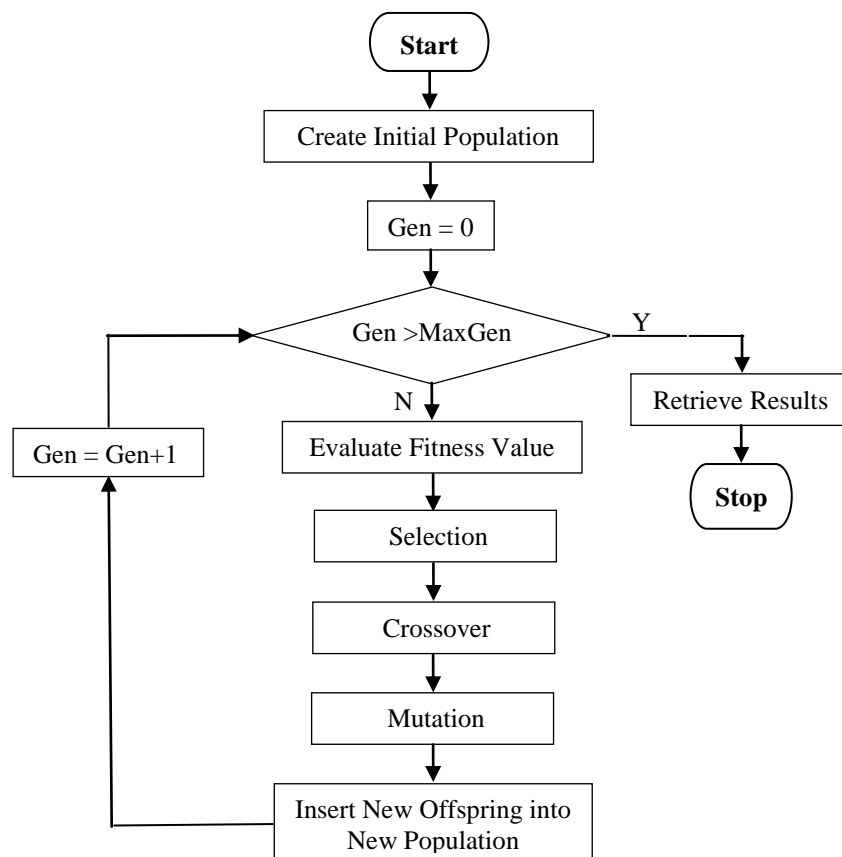 Start
Create Initial Population
Gen = 0
Gen >MaxGen
Y
N
Retrieve Results
Gen = Gen+1
Evaluate Fitness Value
Stop
Selection
Crossover
Mutation
Insert New Offspring into
New Population